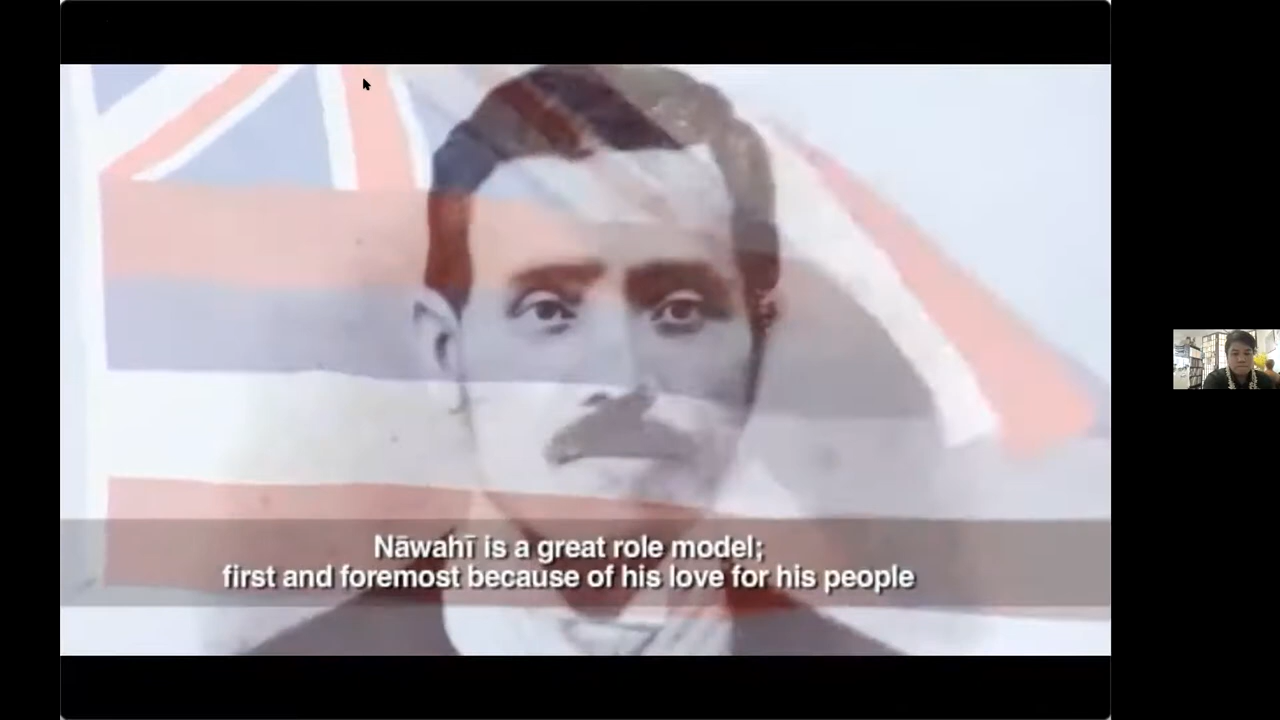 Nāwahī is a great role model;
first and foremost because of his love for his people